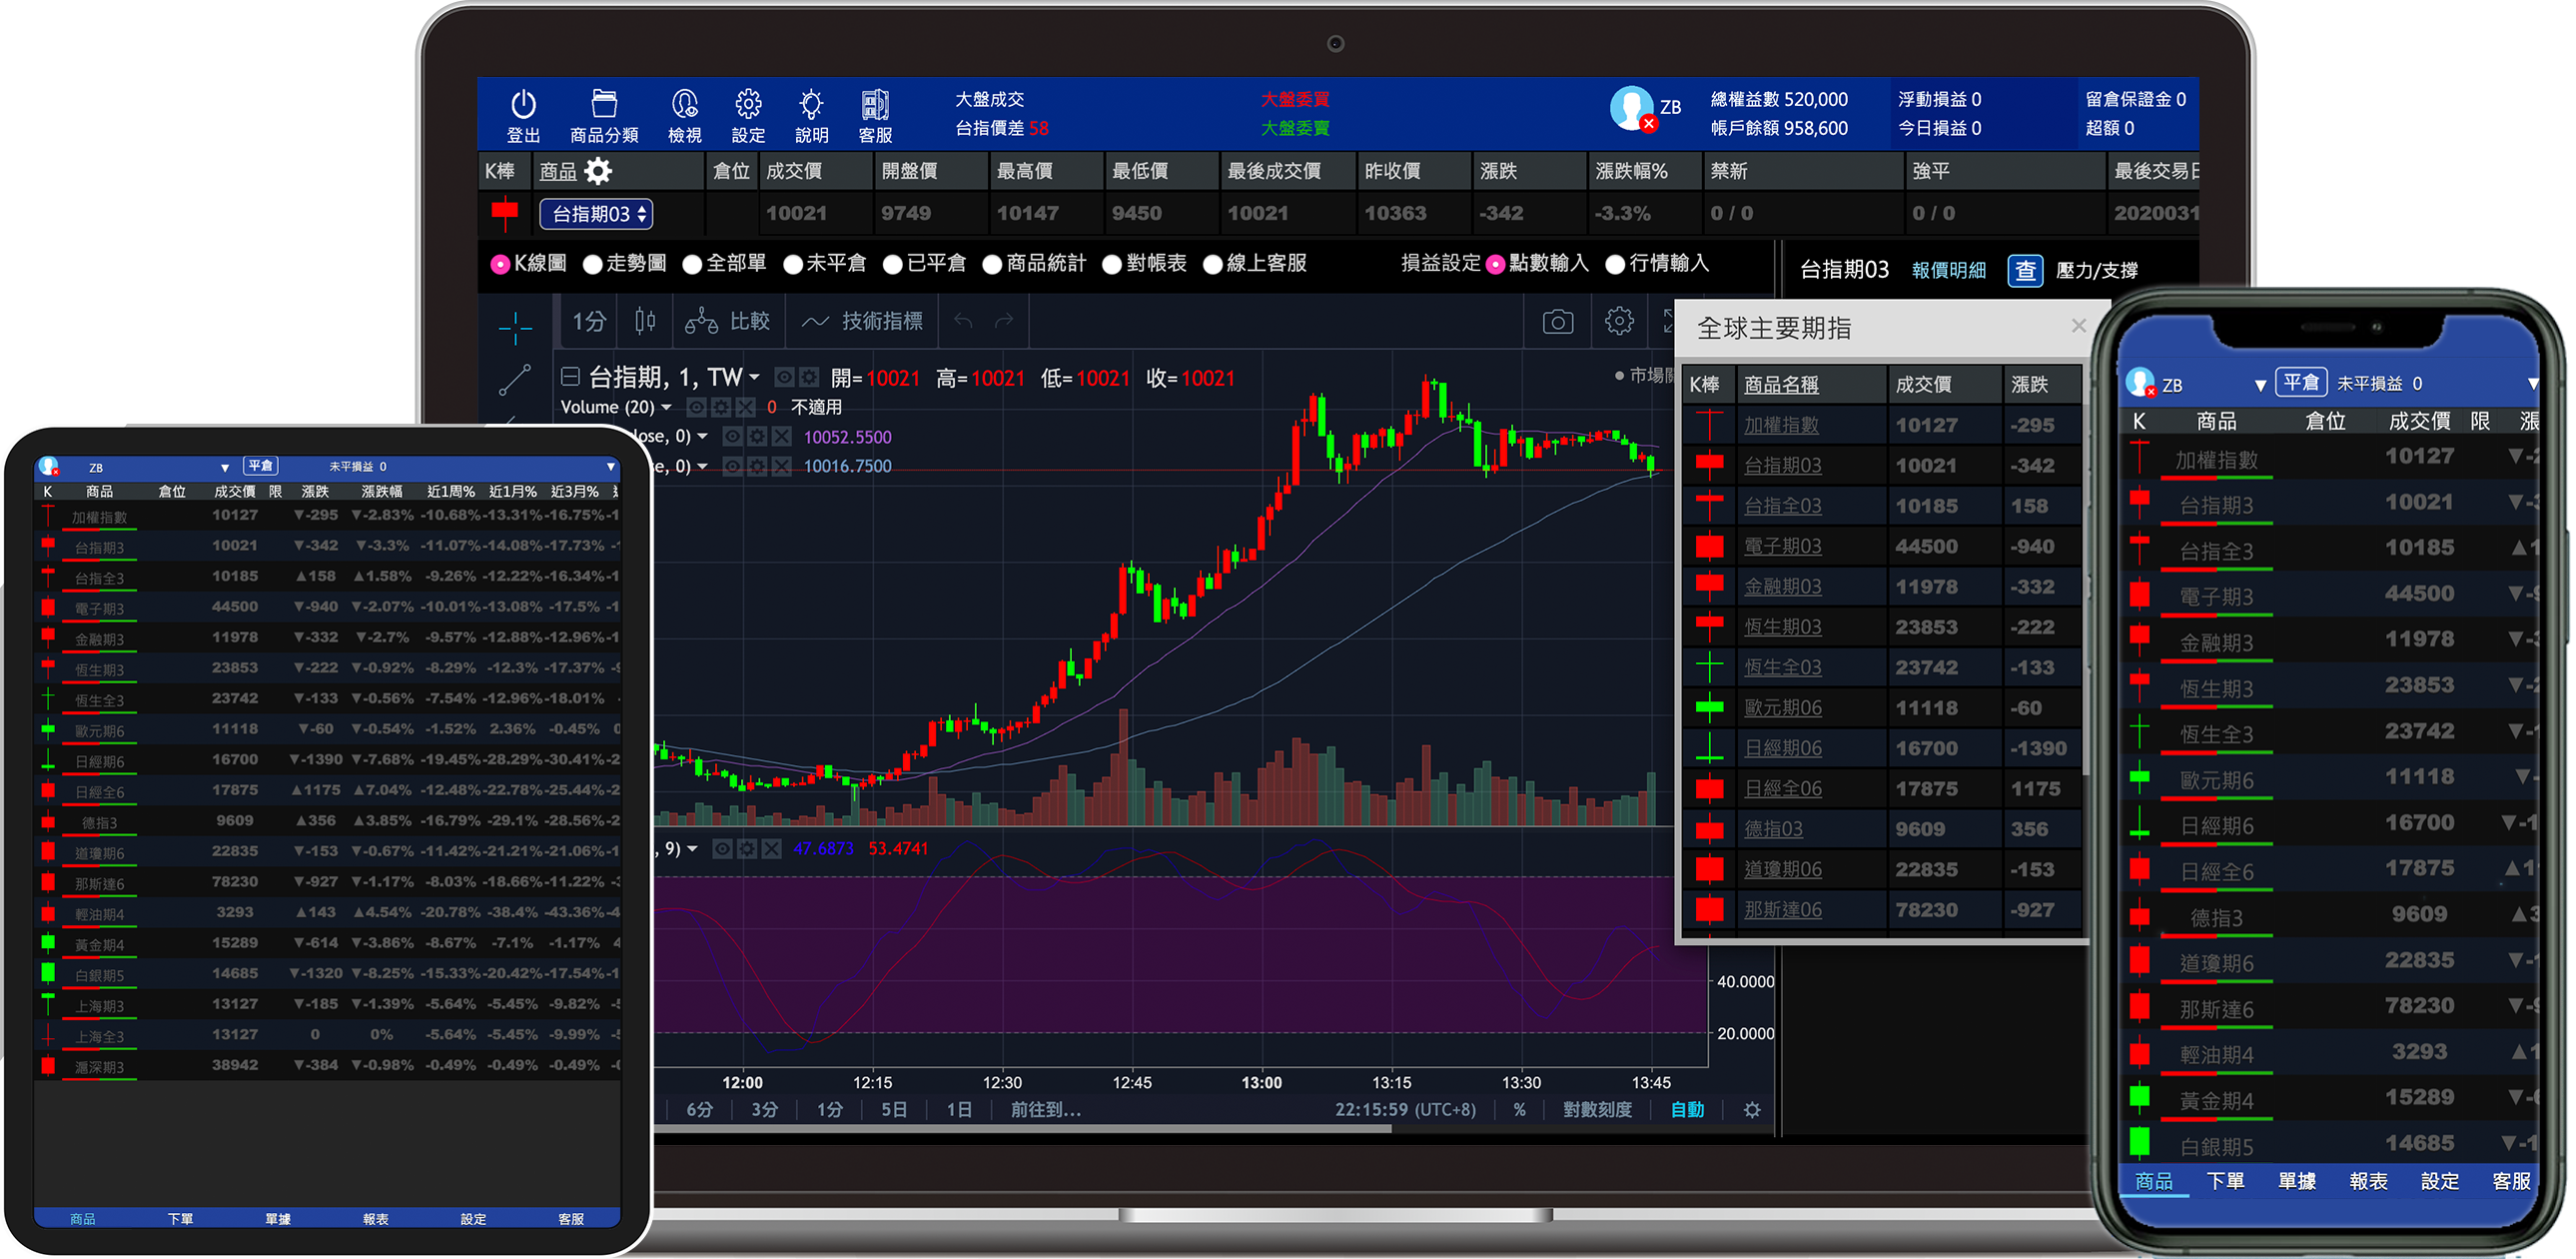 登出 商品分類 檢視 設定 說明 客服
大盤成交
台指價差 58
大盤委買
大盤委賣
ZB
總權益數 520,000
帳戶餘額 958,600
浮動損益 0
今日損益 0
留倉保證金 0
超額 0
K棒 商品 倉位 成交價 開盤價 最高價 最低價 最後成交價 昨收價 漲跌 漲跌幅% 禁新 強平 最後交易日
台指期03 10021 9749 10147 9450 10021 10363 -342 -3.3% 0 / 0 0 / 0 2020031
K線圖 走勢圖 全部單 未平倉 已平倉 商品統計 對帳表 線上客服 損益設定 點數輸入 行情輸入
台指期03 報價明細 查 壓力/支撐
1分 比較 技術指標
台指期, 1, TW 開=10021 高=10021 低=10021 收=10021
市場
Volume (20) 0 不適用
lose, 0) 10052.5500
se, 0) 10016.7500
, 9) 47.6873 53.4741
40.0000
20.0000
12:00 12:15 12:30 12:45 13:00 13:15 13:30 13:45
6分 3分 1分 5日 1日 前往到... 22:15:59 (UTC+8) % 對數刻度 自動
全球主要期指
K棒 商品名稱 成交價 漲跌
加權指數 10127 -295
台指期03 10021 -342
台指全03 10185 158
電子期03 44500 -940
金融期03 11978 -332
恆生期03 23853 -222
恆生全03 23742 -133
歐元期06 11118 -60
日經期06 16700 -1390
日經全06 17875 1175
德指03 9609 356
道瓊期06 22835 -153
那斯達06 78230 -927
ZB 平倉 未平損益 0
K 商品 倉位 成交價 限 漲跌 漲跌幅 近1周% 近1月% 近3月%
加權指數 10127 ▼-295 ▼-2.83% -10.68% -13.31% -16.75% -1
台指期3 10021 ▼-342 ▼-3.3% -11.07% -14.08% -17.73% -1
台指全3 10185 ▲158 ▲1.58% -9.26% -12.22% -16.34% -1
電子期3 44500 ▼-940 ▼-2.07% -10.01% -13.08% -17.5% -1
金融期3 11978 ▼-332 ▼-2.7% -9.57% -12.88% -12.96% -1
恆生期3 23853 ▼-222 ▼-0.92% -8.29% -12.3% -17.37%
恆生全3 23742 ▼-133 ▼-0.56% -7.54% -12.96% -18.01%
歐元期6 11118 ▼-60 ▼-0.54% -1.52% 2.36% -0.45%
日經期6 16700 ▼-1390 ▼-7.68% -19.45% -28.29% -30.41% -2
日經全6 17875 ▲1175 ▲7.04% -12.48% -22.78% -25.44% -2
德指3 9609 ▲356 ▲3.85% -16.79% -29.1% -28.56% -2
道瓊期6 22835 ▼-153 ▼-0.67% -11.42% -21.21% -21.06% -1
那斯達6 78230 ▼-927 ▼-1.17% -8.03% -18.66% -11.22%
輕油期4 3293 ▲143 ▲4.54% -20.78% -38.4% -43.36% -4
黃金期4 15289 ▼-614 ▼-3.86% -8.67% -7.1% -1.17% 4
白銀期5 14685 ▼-1320 ▼-8.25% -15.33% -20.42% -17.54% -1
上海期3 13127 ▼-185 ▼-1.39% -5.64% -5.45% -9.82%
上海全3 13127 0 0% -5.64% -5.45% -9.99%
滬深期3 38942 ▼-384 ▼-0.98% -0.49% -0.49% -0.49%
商品 下單 單據 報表 設定 客服
ZB 平倉 未平損益 0
K 商品 倉位 成交價 限 漲
加權指數 10127 ▼-2
台指期3 10021 ▼-3
台指全3 10185 ▲1
電子期3 44500 ▼-9
金融期3 11978 ▼-3
恆生期3 23853 ▼-2
恆生全3 23742 ▼-1
歐元期6 11118 ▼-
日經期6 16700 ▼-1
日經全6 17875 ▲11
德指3 9609 ▲3
道瓊期6 22835 ▼-1
那斯達6 78230 ▼-9
輕油期4 3293 ▲1
黃金期4 15289 ▼-6
白銀期5 14685 ▼-1
商品 下單 單據 報表 設定 客服